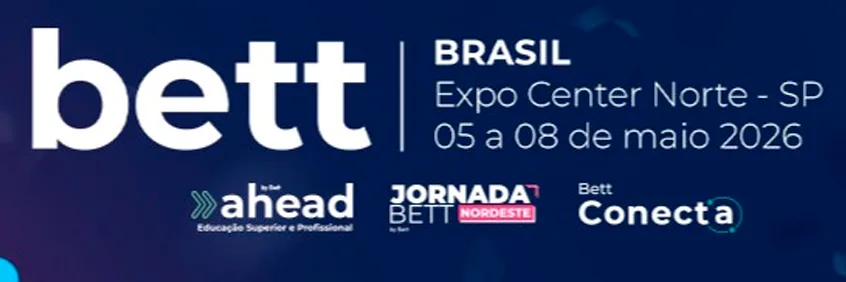 bett
BRASIL
Expo Center Norte - SP
05 a 08 de maio 2026
by Bett
ahead
Educação Superior e Profissional
JORNADA
BETT NORDESTE
by Bett
Bett
Conecta